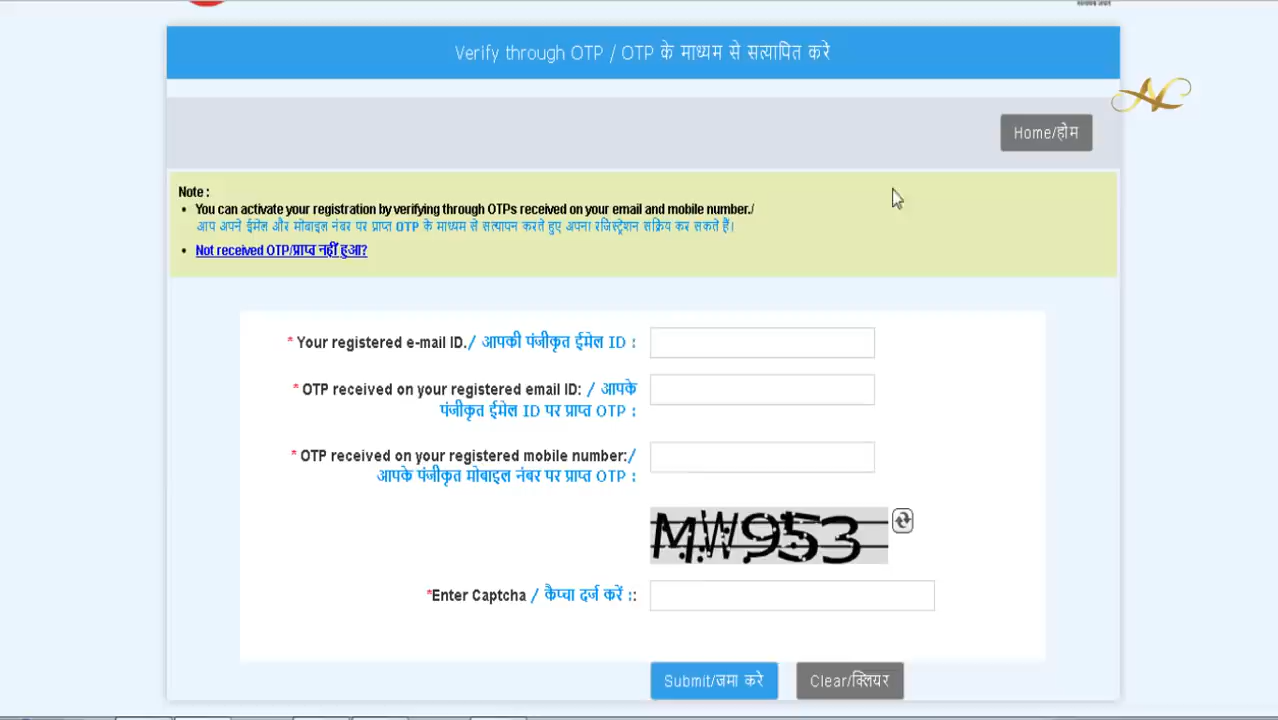 Verify through OTP / OTP के माध्यम से सत्यापित करे
Home/होम
Note :
You can activate your registration by verifying through OTPs received on your email and mobile number./
आप अपने ईमेल और मोबाइल नंबर पर प्राप्त OTP के माध्यम से सत्यापन करते हुए अपना रजिस्ट्रेशन सक्रिय कर सकते हैं।
Not received OTP/प्राप्त नहीं हुआ?
* Your registered e-mail ID./ आपकी पंजीकृत ईमेल ID :
* OTP received on your registered email ID: / आपके
पंजीकृत ईमेल ID पर प्राप्त OTP :
* OTP received on your registered mobile number:/
आपके पंजीकृत मोबाइल नंबर पर प्राप्त OTP :
MW953
*Enter Captcha / कैप्चा दर्ज करें ::
Submit/जमा करे
Clear/क्लियर